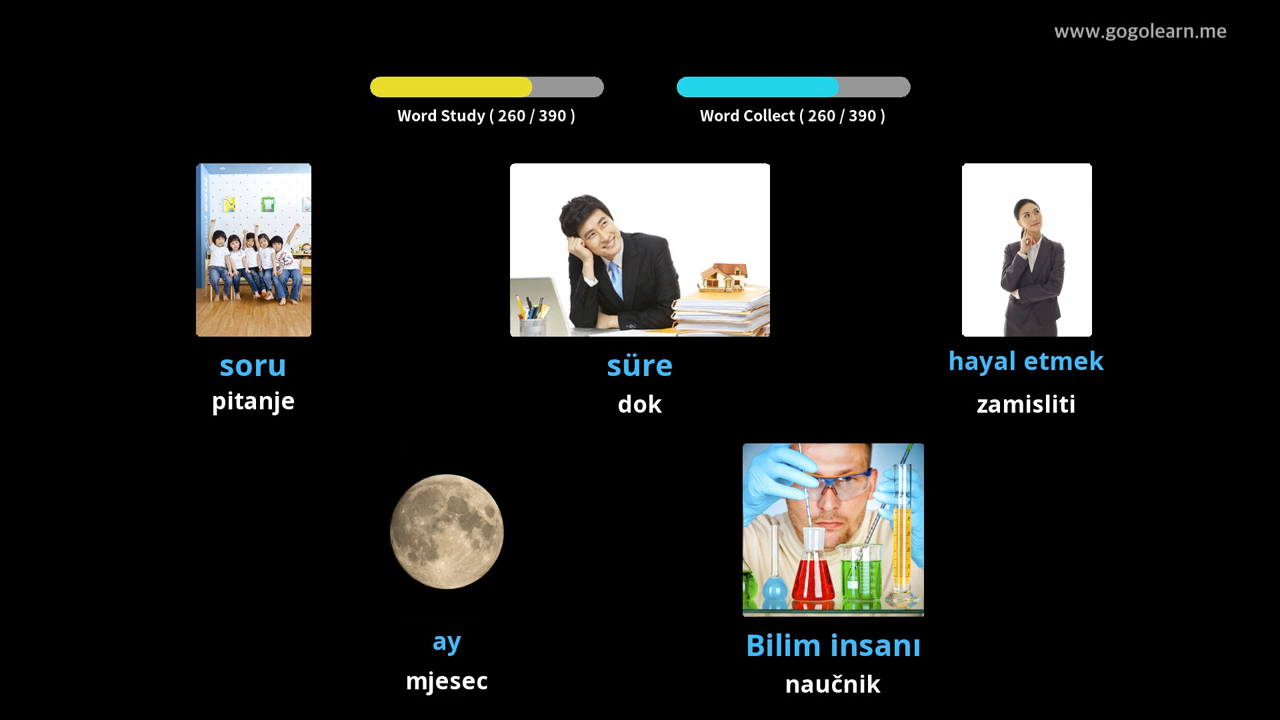 www.gogolearn.me
Word Study ( 260 / 390 )
Word Collect ( 260 / 390 )
soru
pitanje
süre
dok
hayal etmek
zamisliti
ay
mjesec
Bilim insanı
naučnik